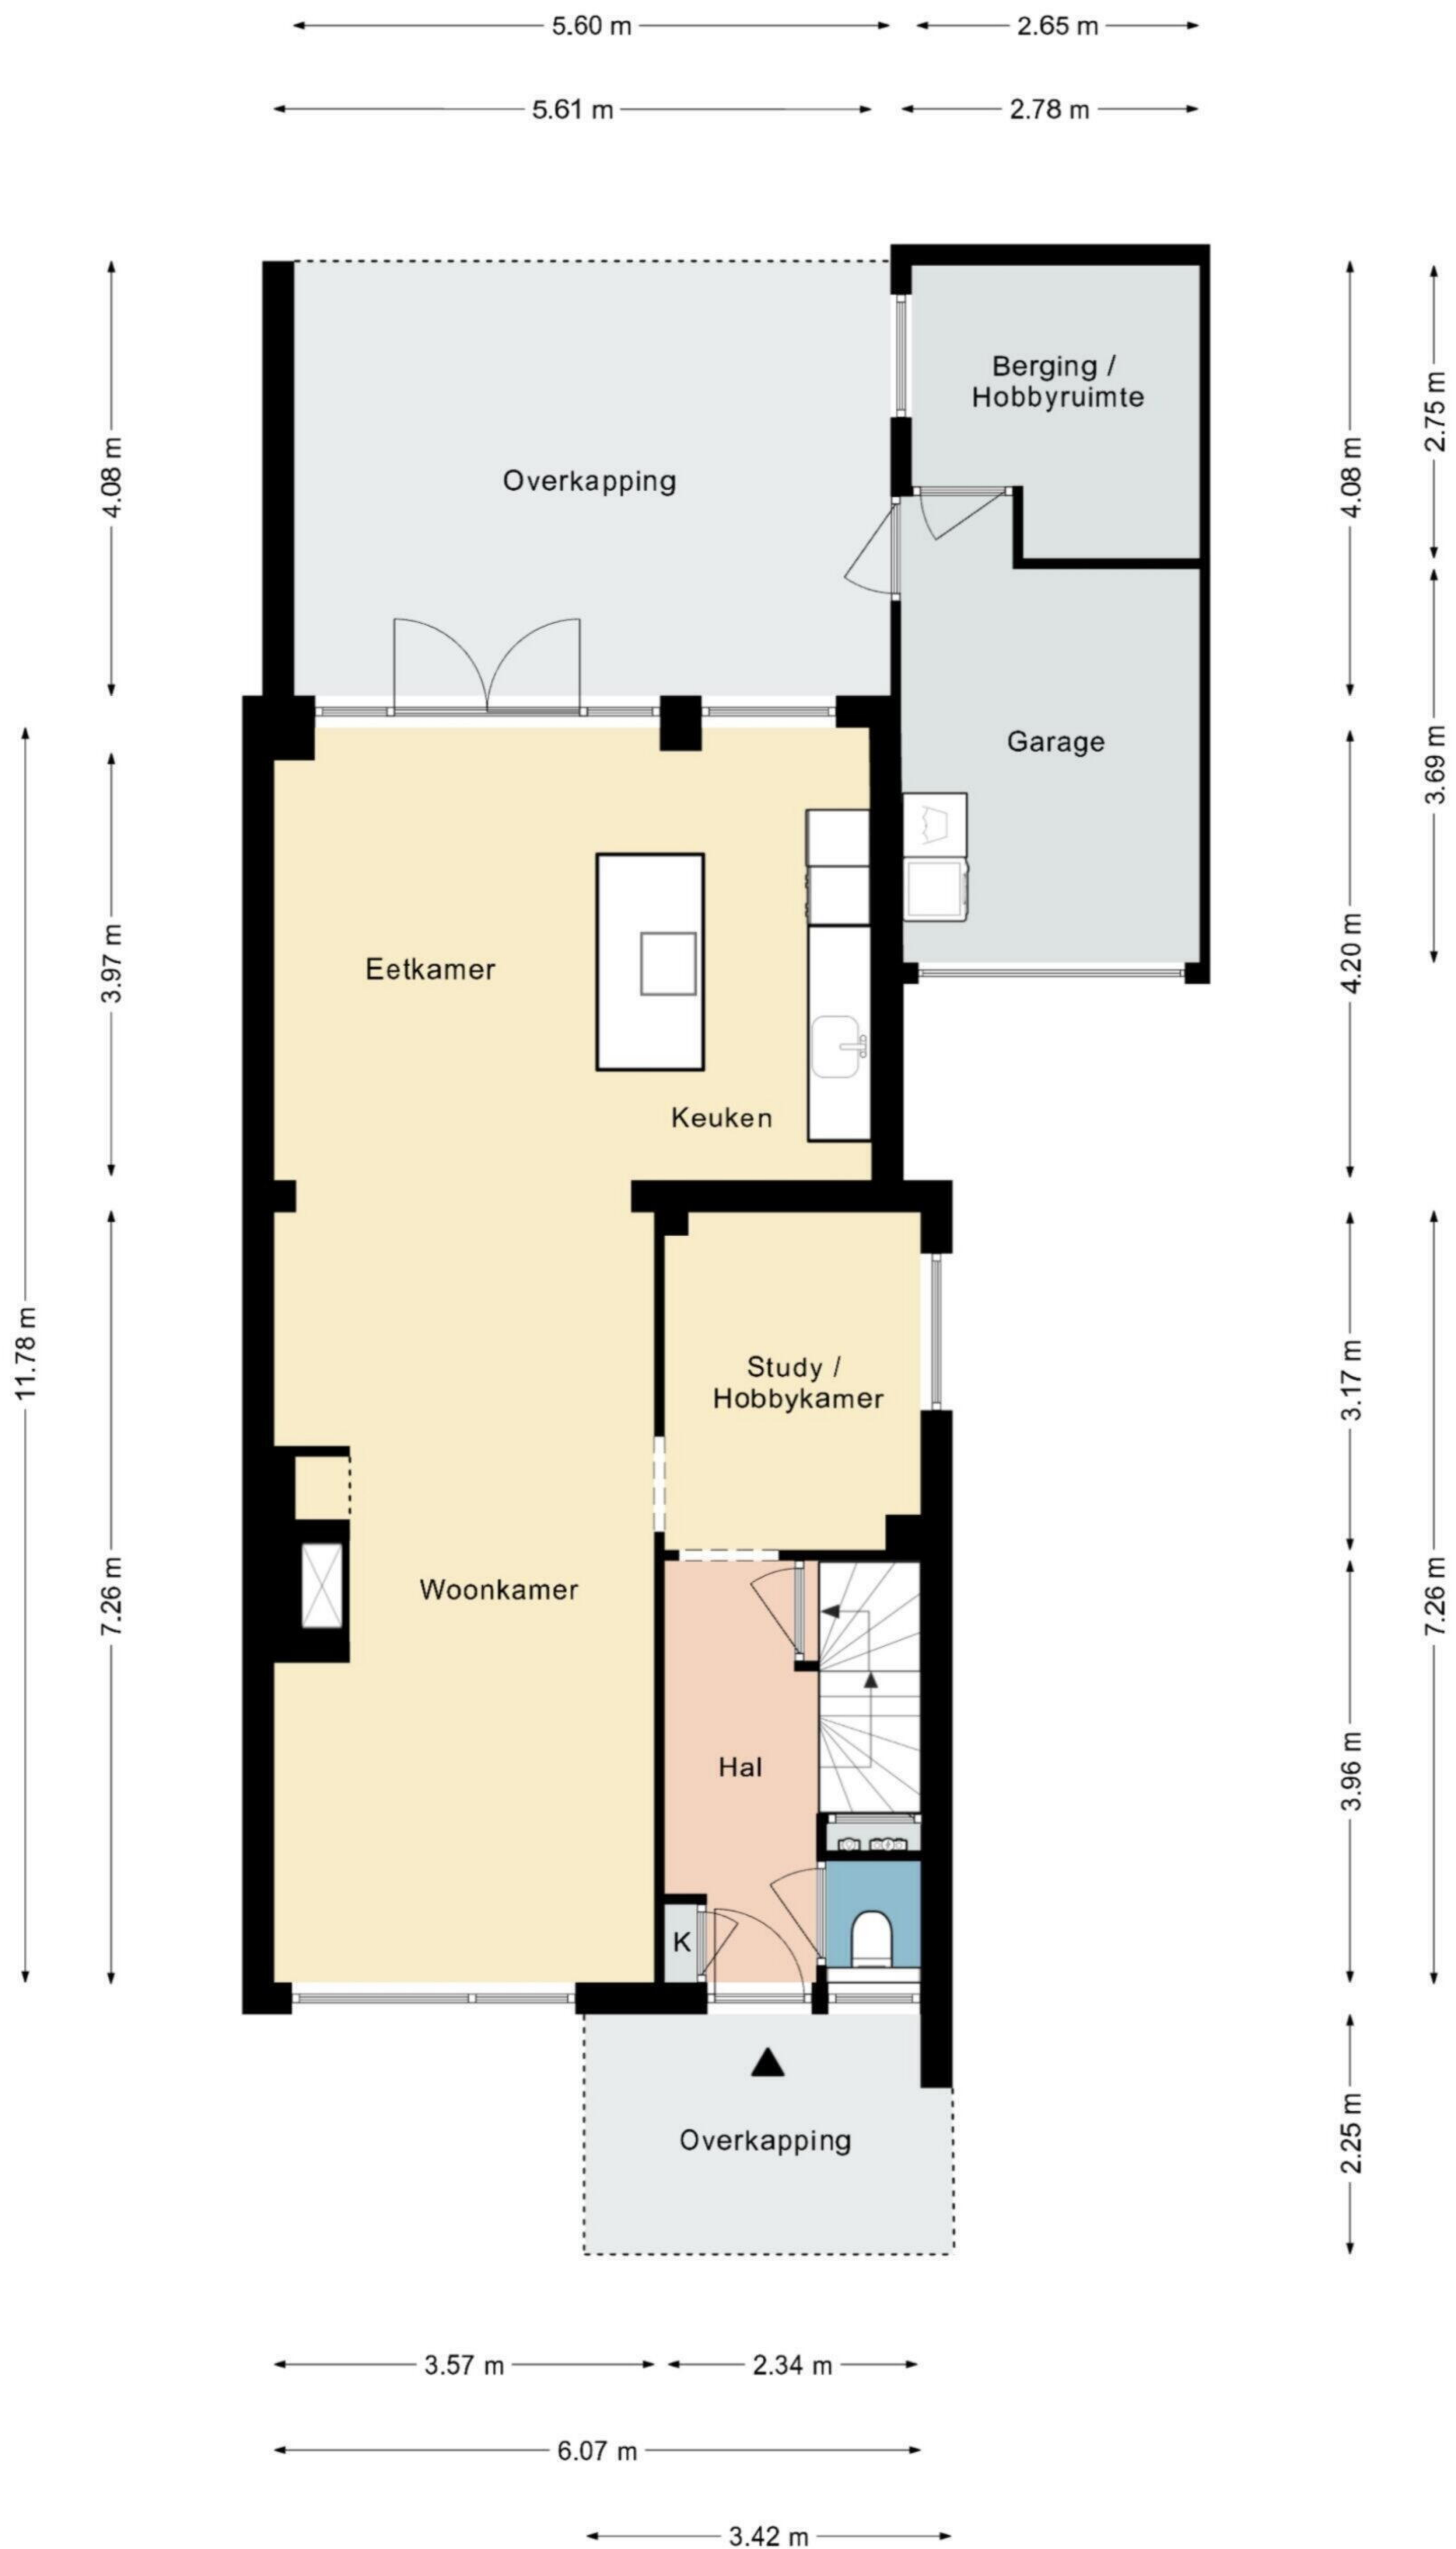 5.60 m
2.65 m
5.61 m
2.78 m
Berging /
Hobbyruimte
2.75 m
4.08 m
4.08 m
Overkapping
Garage
3.69 m
3.97 m
Eetkamer
4.20 m
Keuken
11.78 m
Study /
Hobbykamer
3.17 m
7.26 m
Woonkamer
7.26 m
Hal
3.96 m
K
Overkapping
2.25 m
3.57 m
2.34 m
6.07 m
3.42 m